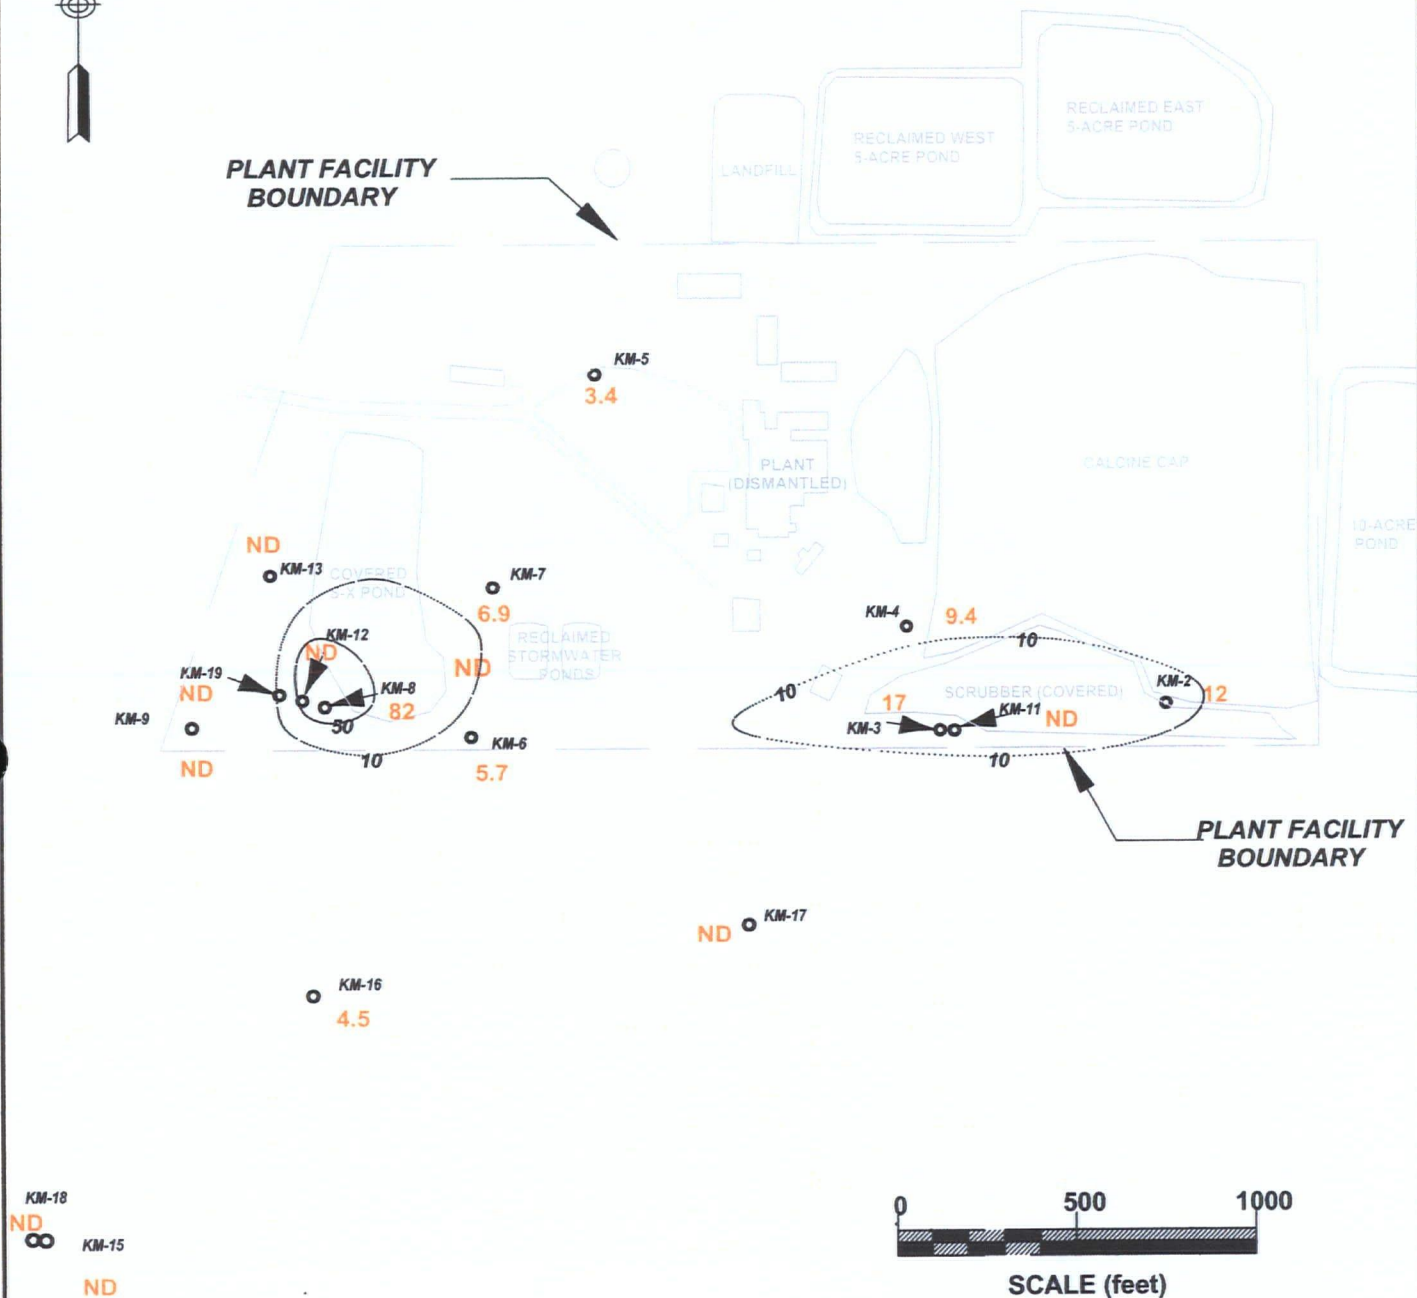 RECLAIMED EAST
5-ACRE POND
RECLAIMED WEST
5-ACRE POND
LANDFILL
PLANT FACILITY
BOUNDARY
KM-5
3.4
PLANT
(DISMANTLED)
CALCINE CAP
10-ACRE
POND
ND
KM-13
COVERED
S-X POND
KM-7
6.9
KM-12
ND
RECLAIMED
STORMWATER
PONDS
ND
KM-4
9.4
10
KM-19
ND
KM-8
82
50
KM-9
ND
10
KM-6
5.7
10
SCRUBBER (COVERED)
KM-2
12
17
KM-3
KM-11
ND
10
PLANT FACILITY
BOUNDARY
KM-17
ND
KM-16
4.5
KM-18
ND
KM-15
ND
0 500 1000
SCALE (feet)